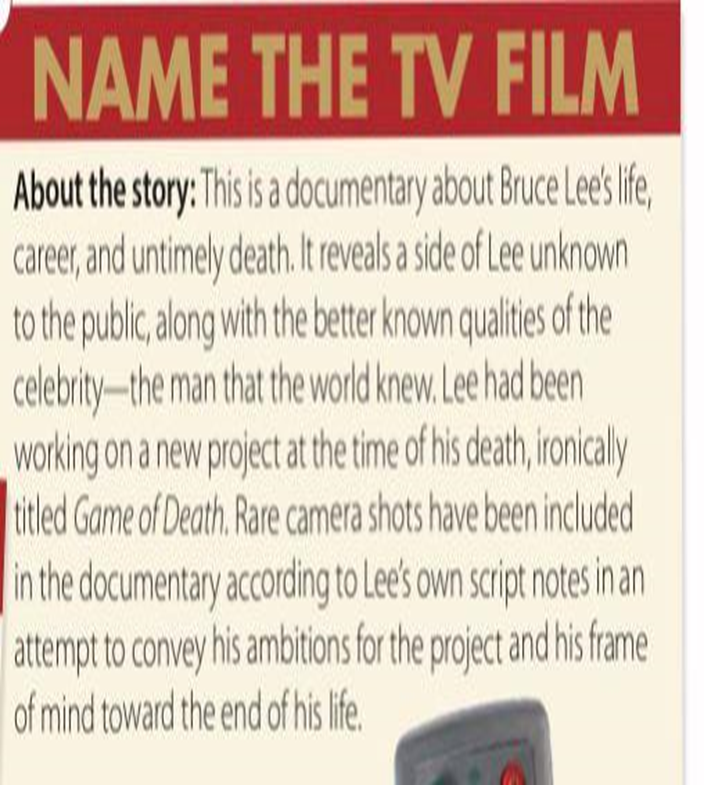 NAME THE TV FILM
About the story: This is a documentary about Bruce Lee's life,
career, and untimely death. It reveals a side of Lee unknown
to the public, along with the better known qualities of the
celebrity—the man that the world knew. Lee had been
working on a new project at the time of his death, ironically
titled Game of Death. Rare camera shots have been included
in the documentary according to Lee's own script notes in an
attempt to convey his ambitions for the project and his frame
of mind toward the end of his life.